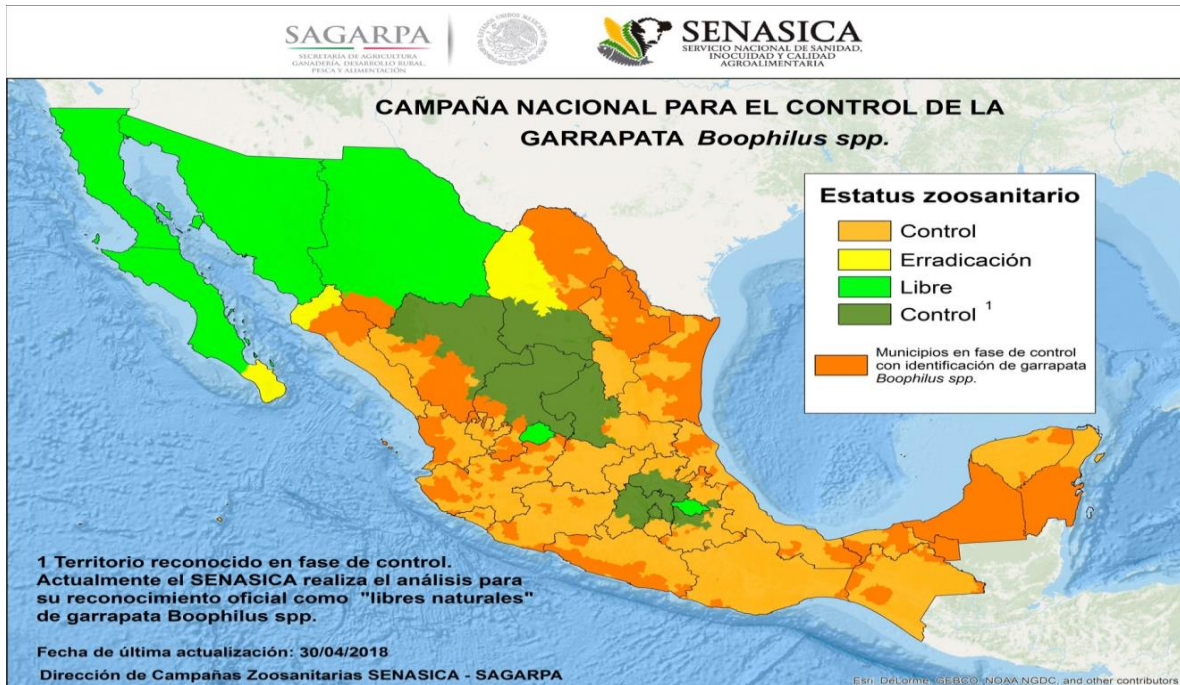 SAGARPA
SECRETARÍA DE AGRICULTURA
GANADERÍA, DESARROLLO RURAL,
PESCA Y ALIMENTACIÓN
ESTADOS UNIDOS MEXICANOS
SENASICA
SERVICIO NACIONAL DE SANIDAD,
INOCUIDAD Y CALIDAD
AGROALIMENTARIA
CAMPAÑA NACIONAL PARA EL CONTROL DE LA
GARRAPATA Boophilus spp.
Estatus zoosanitario
Control
Erradicación
Libre
Control 1
Municipios en fase de control
con identificación de garrapata
Boophilus spp.
1 Territorio reconocido en fase de control.
Actualmente el SENASICA realiza el análisis para
su reconocimiento oficial como "libres naturales"
de garrapata Boophilus spp.
Fecha de última actualización: 30/04/2018
Dirección de Campañas Zoosanitarias SENASICA - SAGARPA
Esri, DeLorme, GEBCO, NOAA NGDC, and other contributors